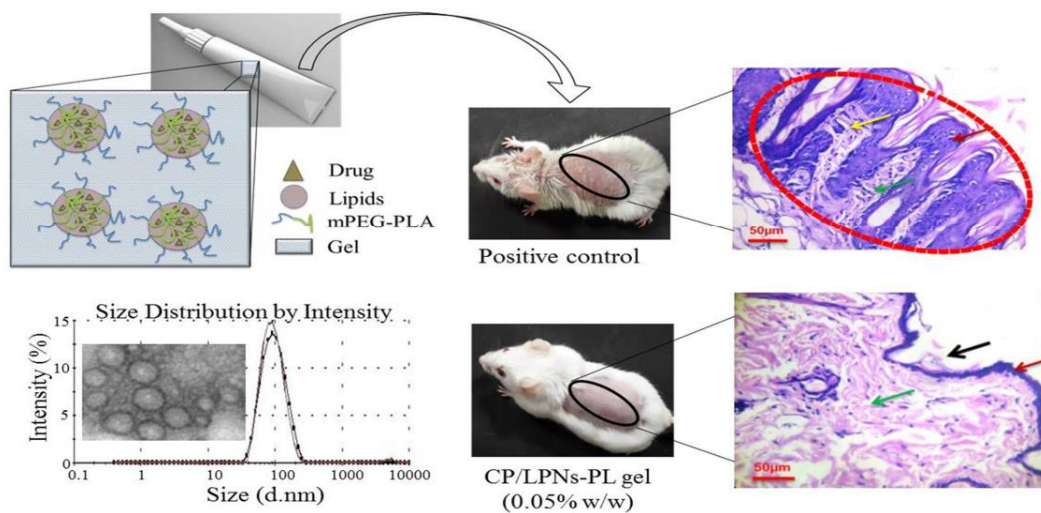 Drug
Lipids
mPEG-PLA
Gel
Positive control
50μm
Size Distribution by Intensity
15
10
5
0
Intensity (%)
0.1 1 10 100 1000 10000
Size (d.nm)
CP/LPNs-PL gel
(0.05% w/w)
50μm